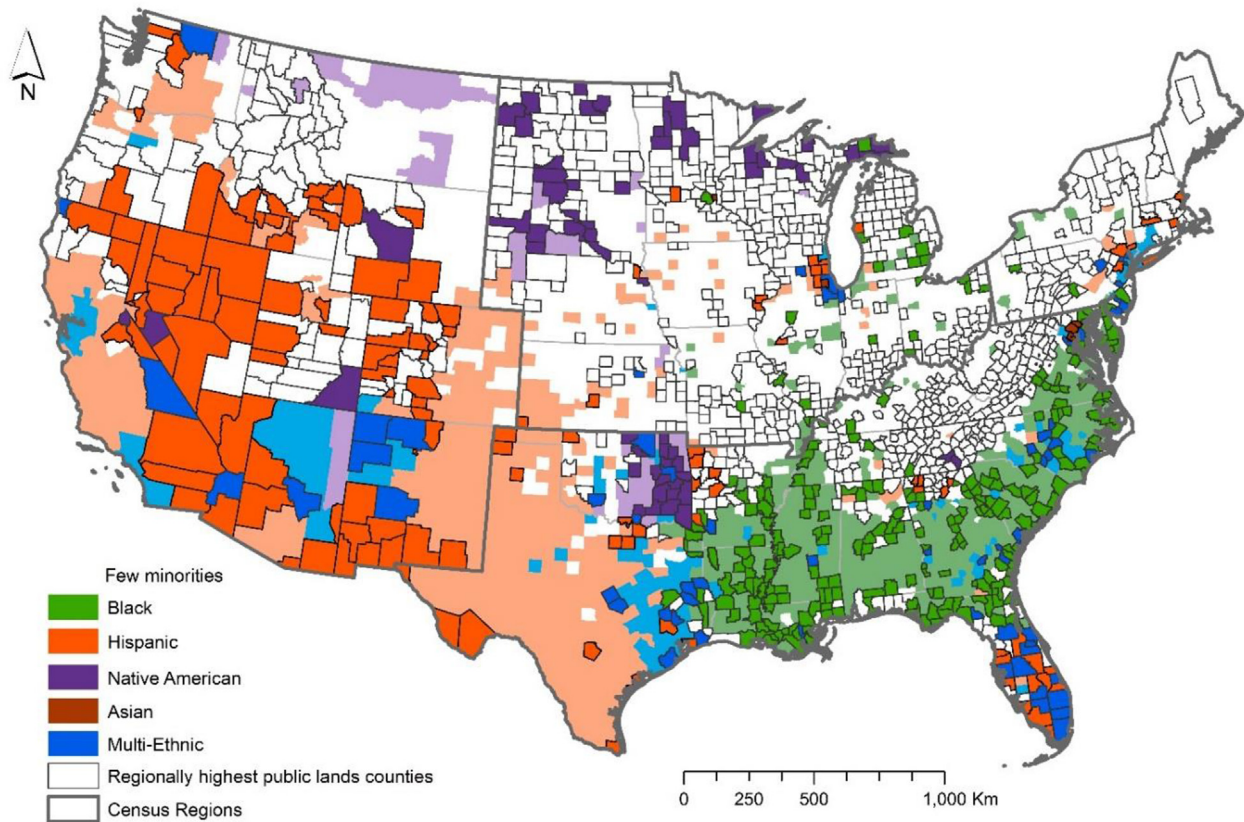 N
Few minorities
Black
Hispanic
Native American
Asian
Multi-Ethnic
Regionally highest public lands counties
Census Regions
0 250 500 1,000 Km